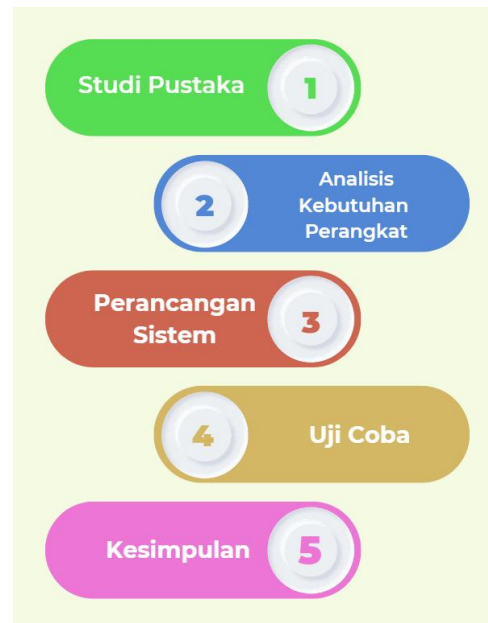 Studi Pustaka
1
2
Analisis
Kebutuhan
Perangkat
Perancangan
Sistem
3
4
Uji Coba
Kesimpulan
5